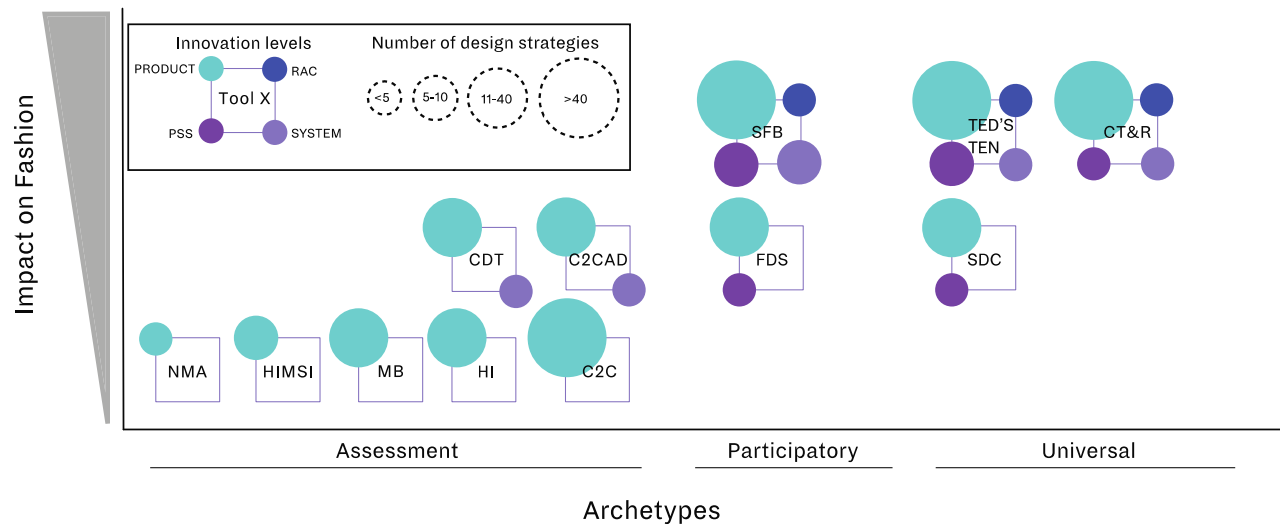 Innovation levels
Number of design strategies
PRODUCT
RAC
Tool X
PSS
SYSTEM
<5
5-10
11-40
>40
Impact on Fashion
SFB
TED'S
TEN
CT&R
CDT
C2CAD
FDS
SDC
NMA
HIMSI
MB
HI
C2C
Assessment
Participatory
Universal
Archetypes